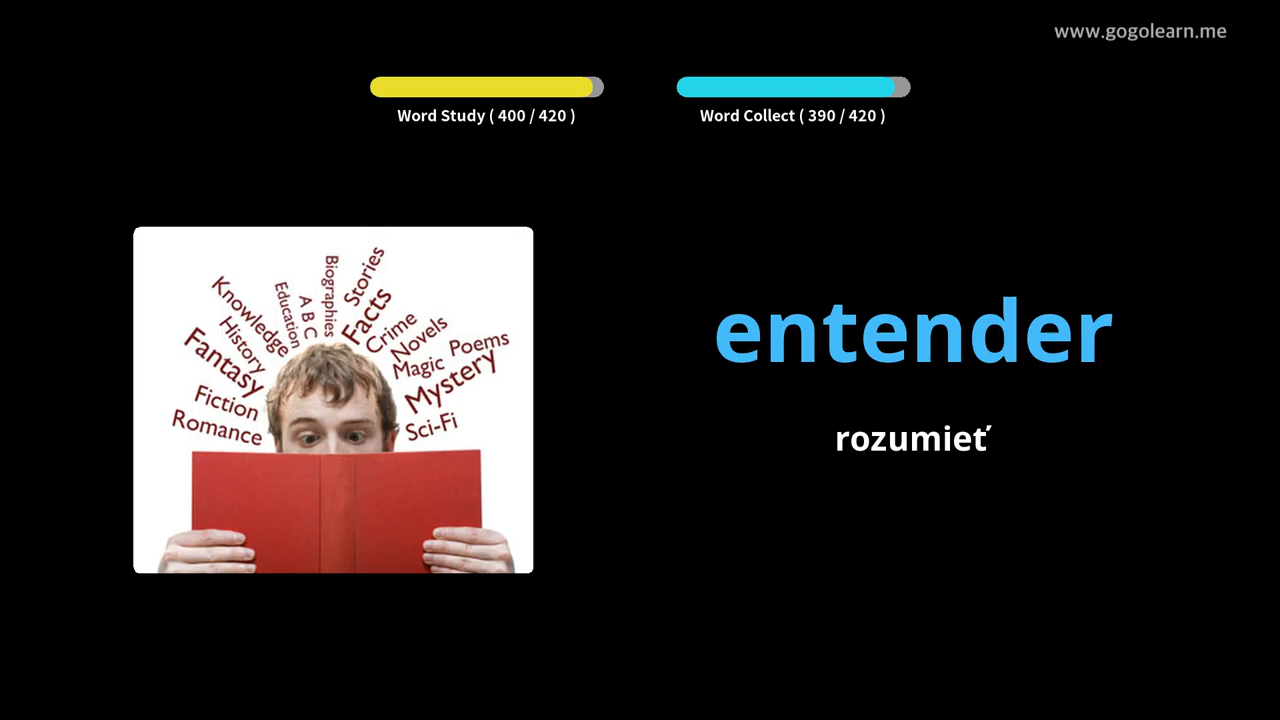 www.gogolearn.me
Word Study ( 400 / 420 )
Word Collect ( 390 / 420 )
Biographies
Stories
Education
A B C
Facts
Knowledge
Crime
History
Novels
Fantasy
Magic
Poems
Mystery
Fiction
Romance
Sci-Fi
entender
rozumieť